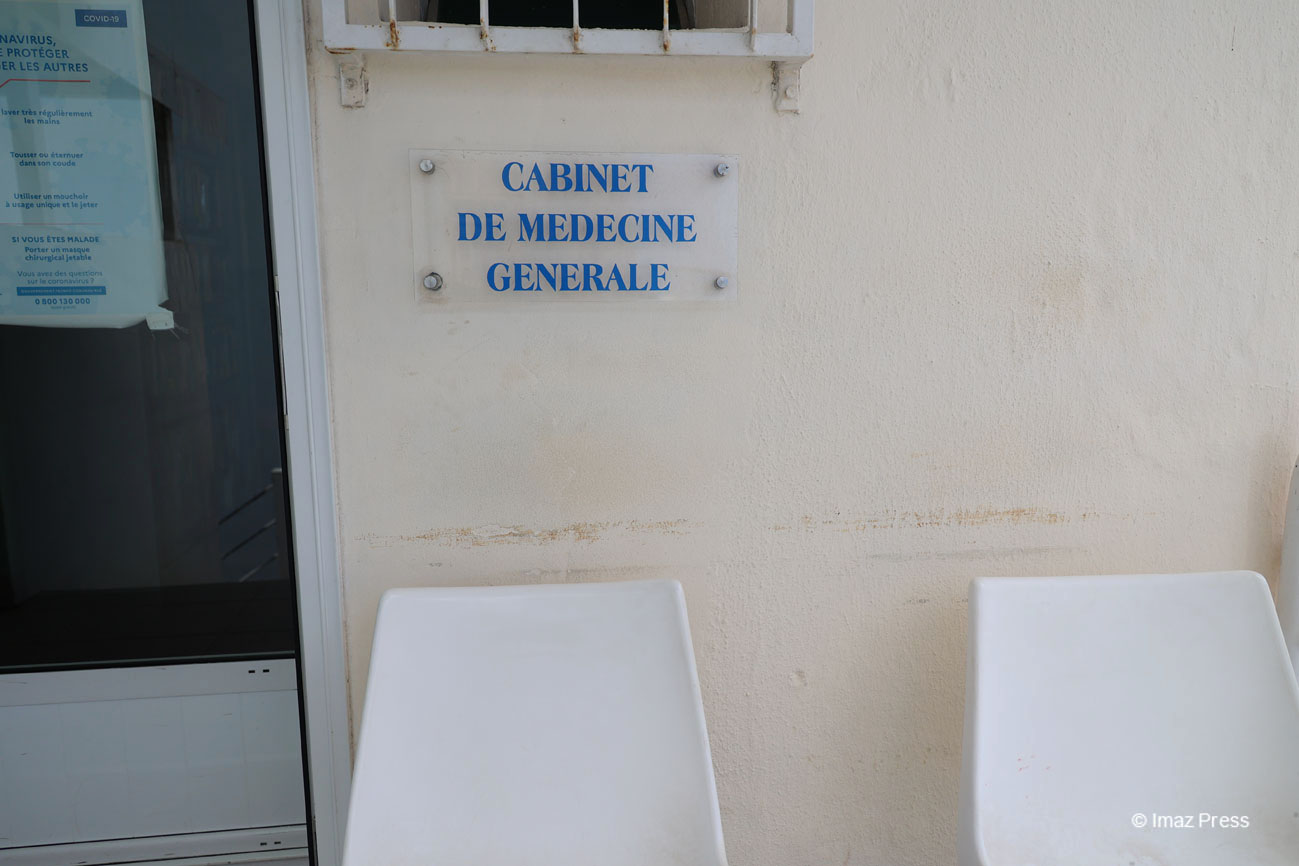 COVID-19
NAVIRUS,
PROTÉGER
LES AUTRES
laver très régulièrement
les mains
Tousser ou éternuer
dans son coude
Utiliser un mouchoir
à usage unique et le jeter
SI VOUS ÊTES MALADE
Porter un masque
chirurgical jetable
Vous avez des questions
sur le coronavirus ?
0 800 130 000
CABINET
DE MEDECINE
GENERALE
© Imaz Press